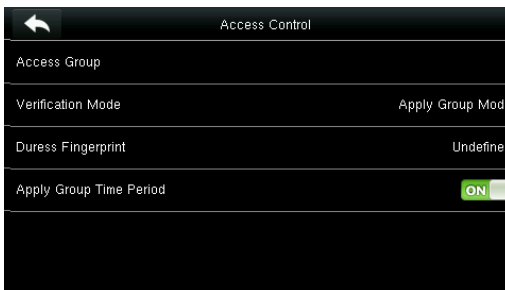 Access Control
Access Group
Verification Mode Apply Group Mod
Duress Fingerprint Undefine
Apply Group Time Period ON